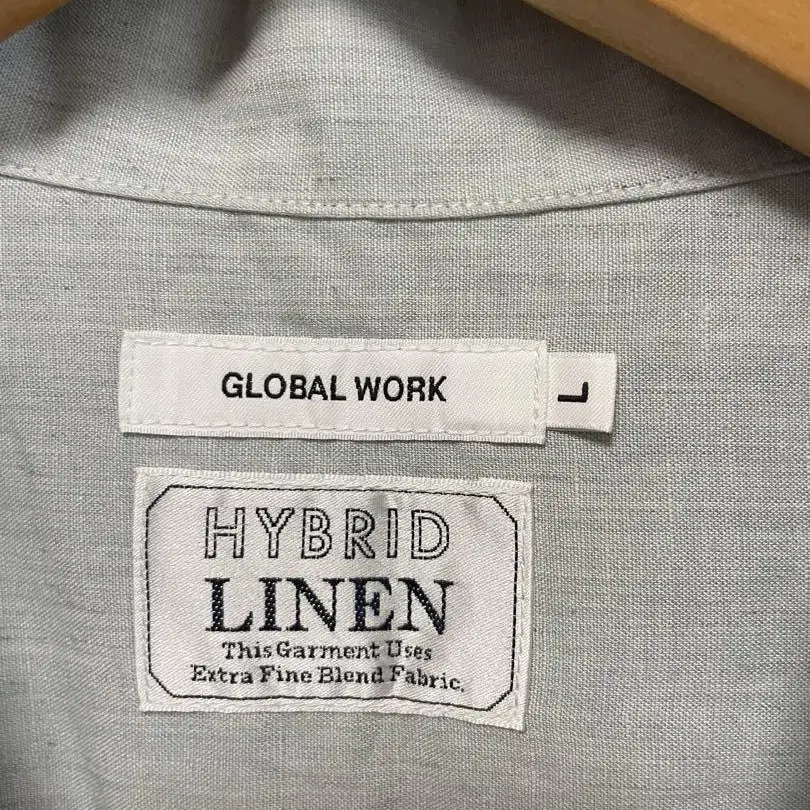 GLOBAL WORK
L
HYBRID
LINEN
This Garment Uses
Extra Fine Blend Fabric.